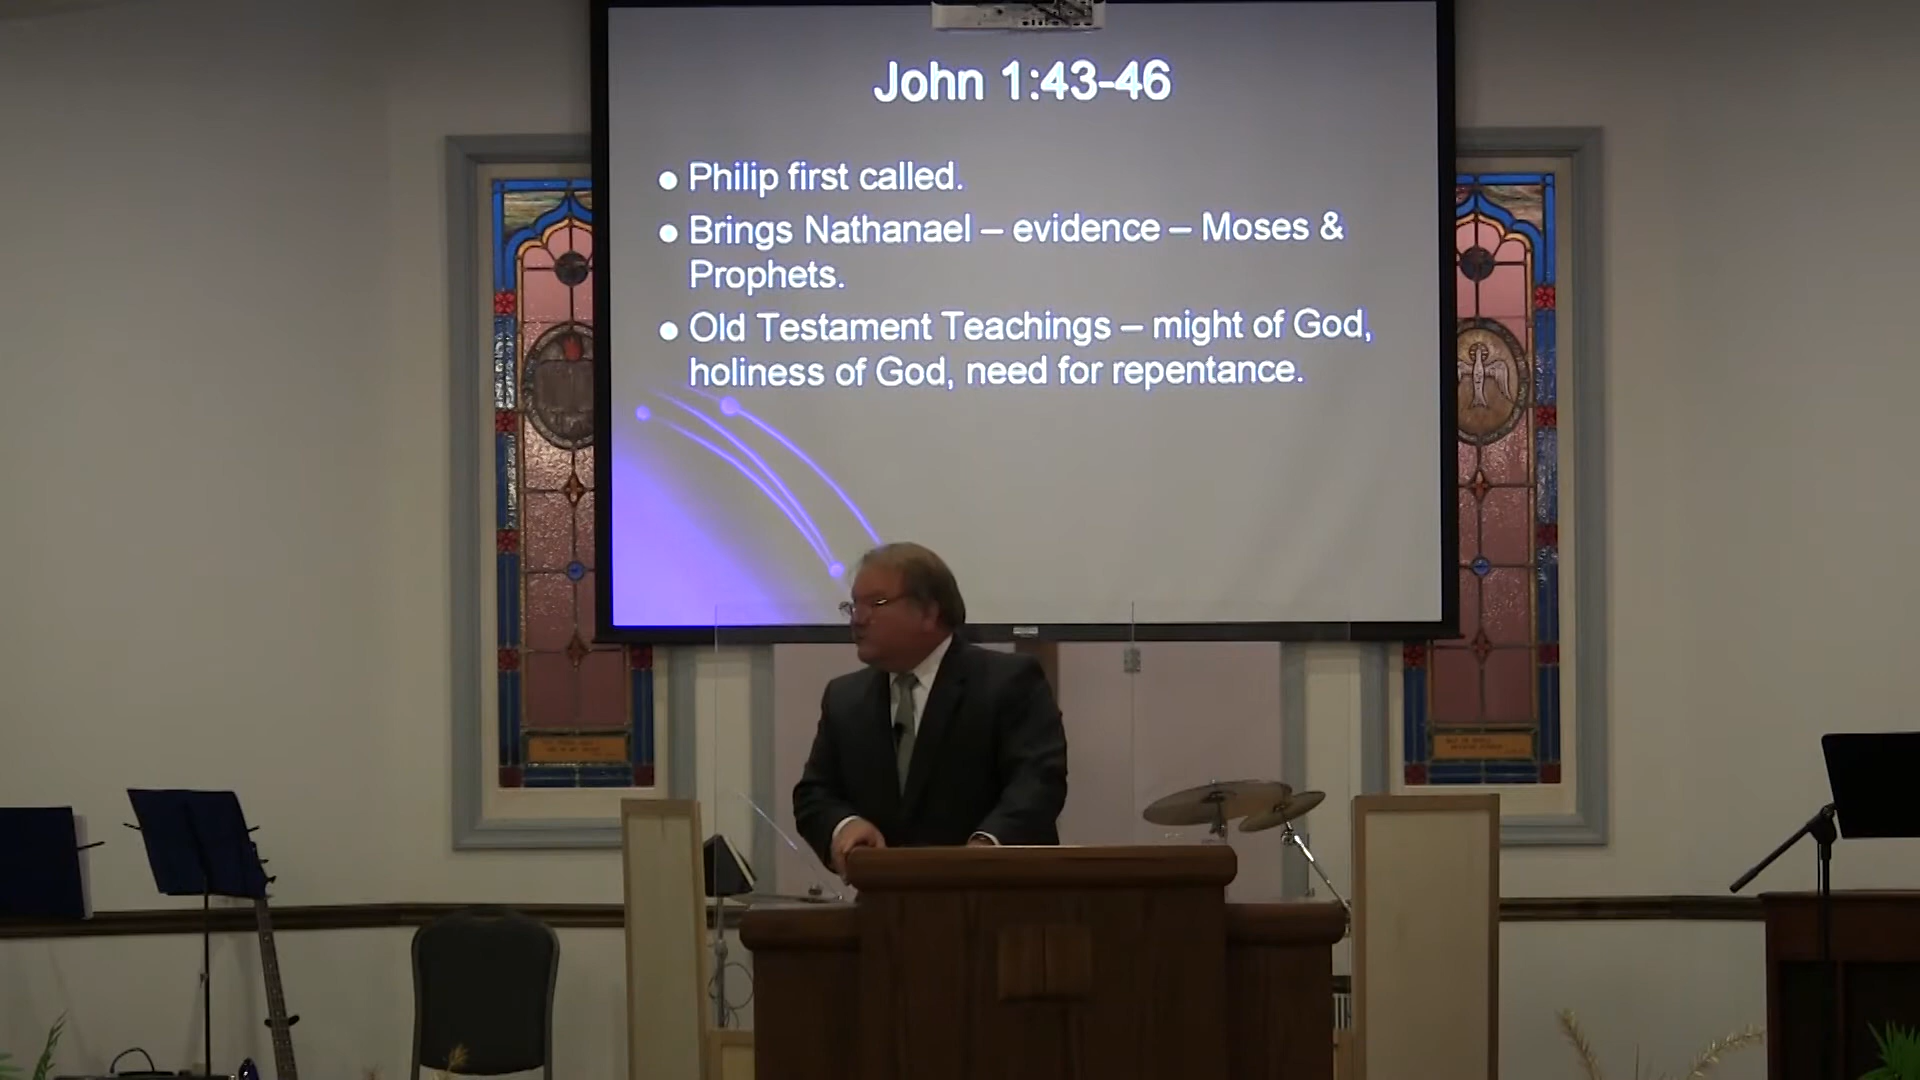 John 1:43-46
● Philip first called.
● Brings Nathanael – evidence – Moses &
Prophets.
● Old Testament Teachings – might of God,
holiness of God, need for repentance.